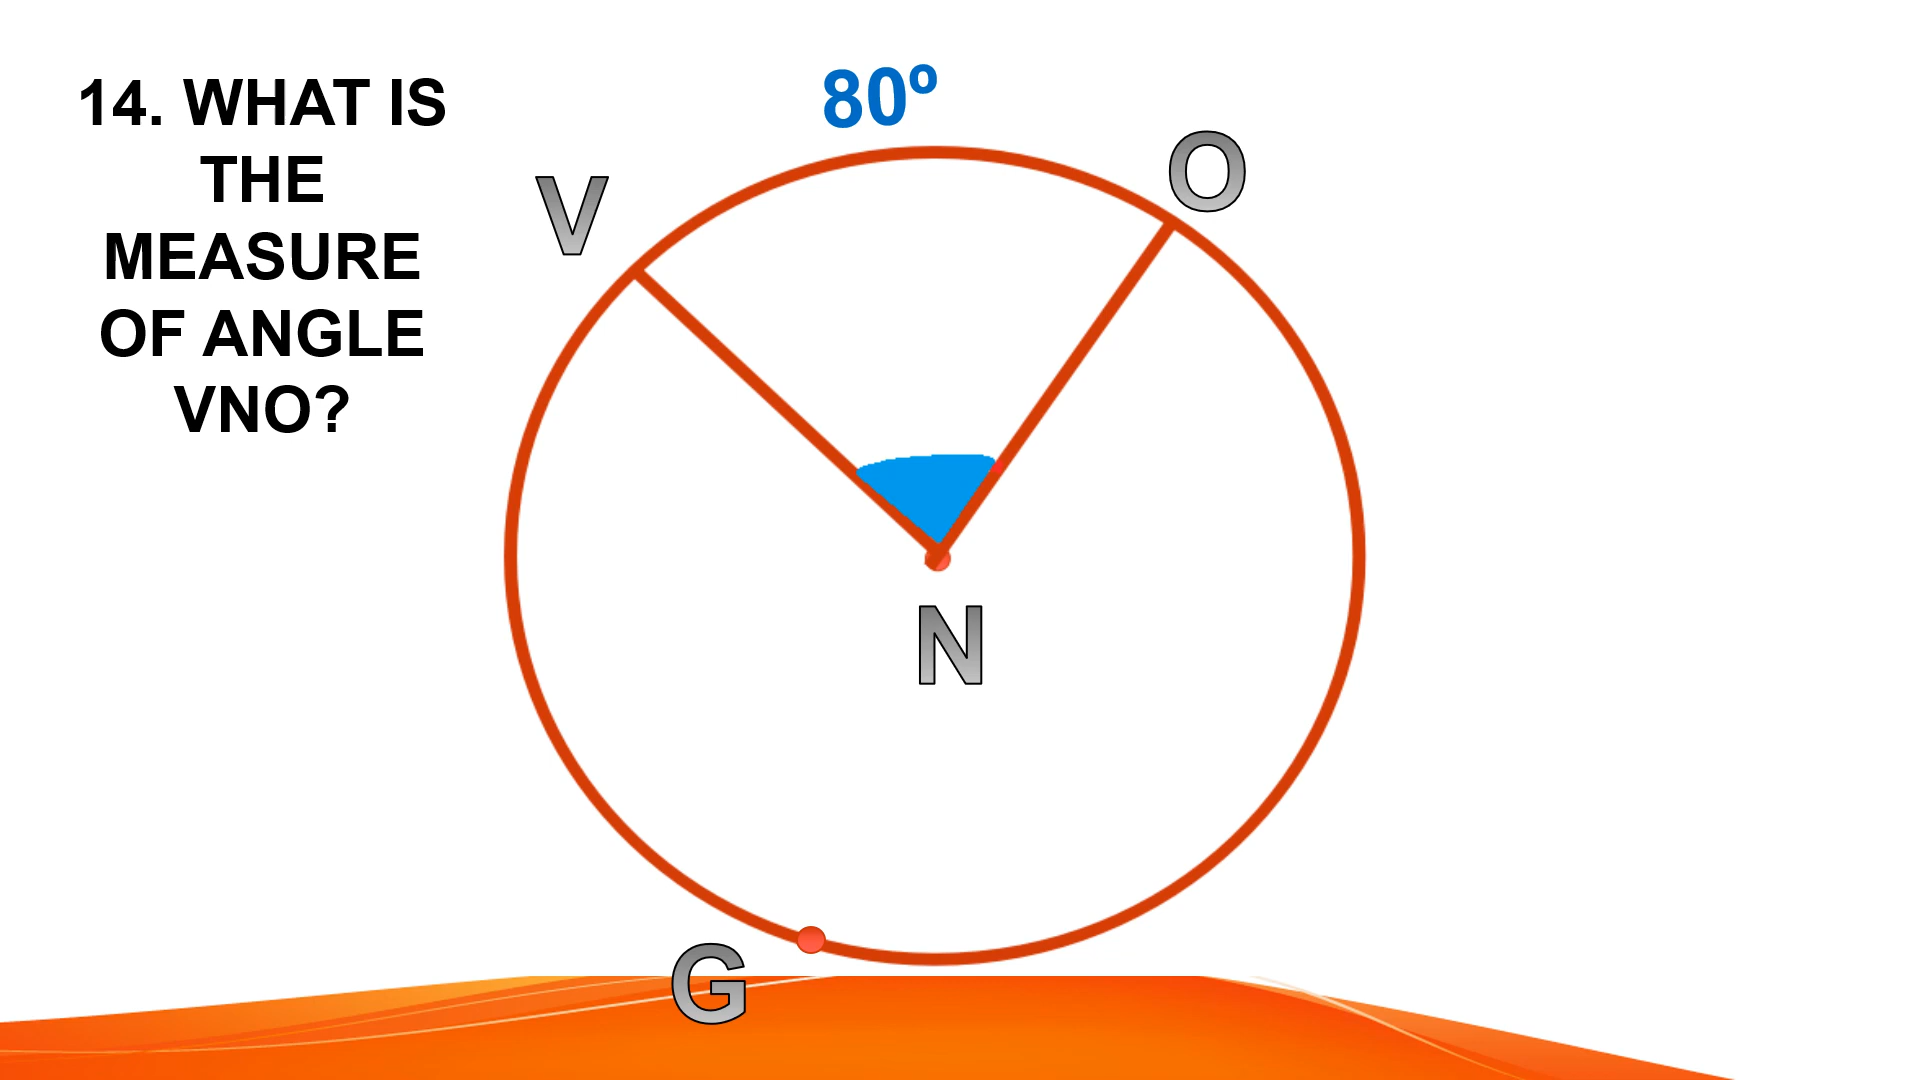 14. WHAT IS
THE
MEASURE
OF ANGLE
VNO?
80º
V
O
N
G